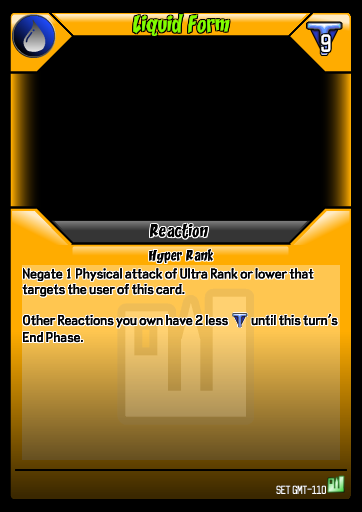 Liquid Form
9
Reaction
Hyper Rank
Negate 1 Physical attack of Ultra Rank or lower that
targets the user of this card.
Other Reactions you own have 2 less until this turn's
End Phase.
SET GMT-110